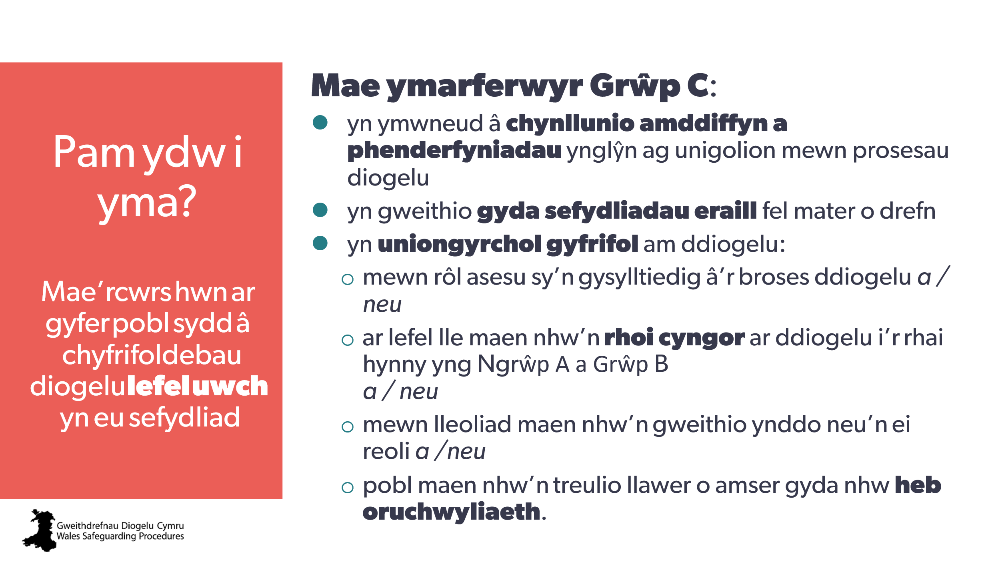 Pam ydw i
yma?
Mae'r cwrs hwn ar
gyfer pobl sydd â
chyfrifoldebau
diogelu lefel uwch
yn eu sefydliad
Mae ymarferwyr Grŵp C:
yn ymwneud â chynllunio amddiffyn a
phenderfyniadau ynglŷn ag unigolion mewn prosesau
diogelu
yn gweithio gyda sefydliadau eraill fel mater o drefn
yn uniongyrchol gyfrifol am ddiogelu:
mewn rôl asesu sy'n gysylltiedig â'r broses ddiogelu a /
neu
ar lefel lle maen nhw'n rhoi cyngor ar ddiogelu i'r rhai
hynny yng Ngrŵp A a Grŵp B
a / neu
mewn lleoliad maen nhw'n gweithio ynddo neu'n ei
reoli a /neu
pobl maen nhw'n treulio llawer o amser gyda nhw heb
oruchwyliaeth.
Gweithdrefnau Diogelu Cymru
Wales Safeguarding Procedures